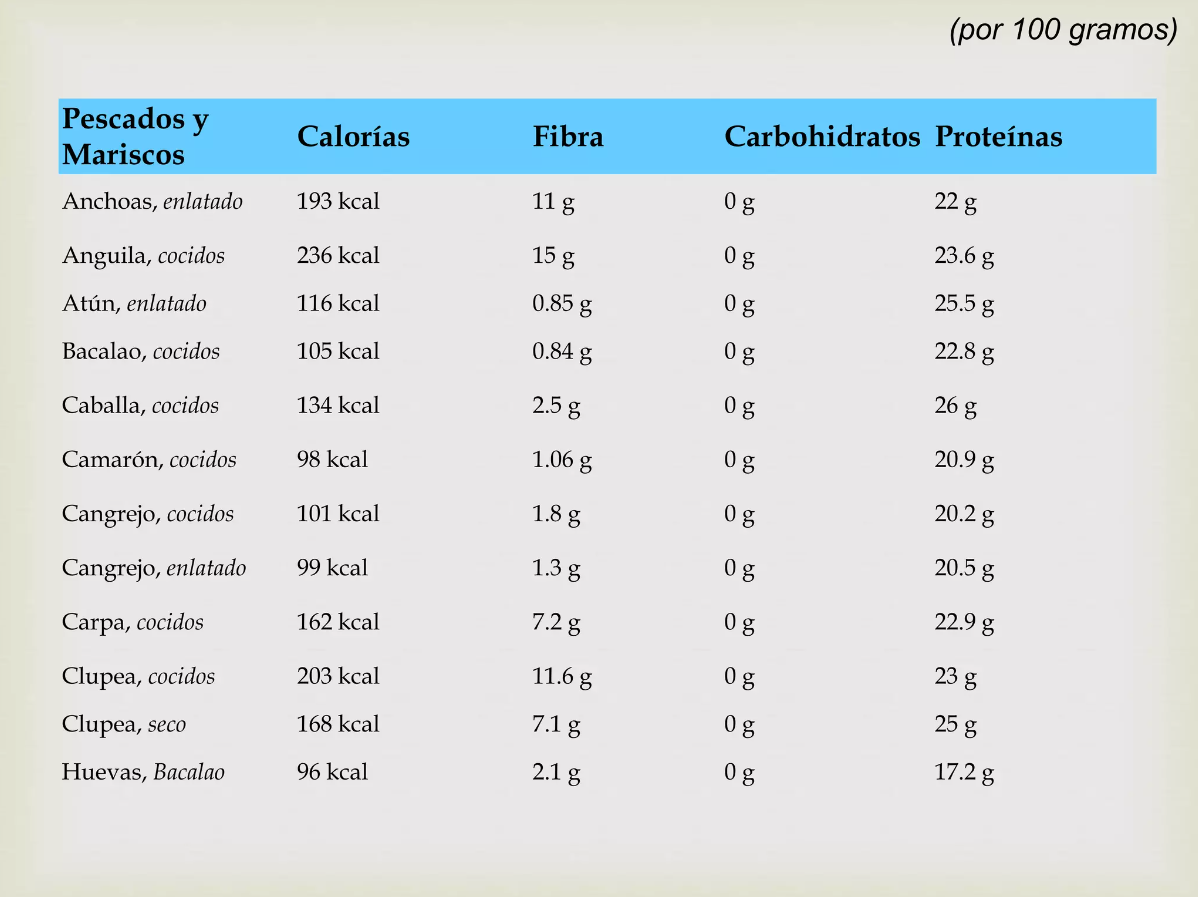 (por 100 gramos)
Pescados y Mariscos Calorías Fibra Carbohidratos Proteínas
Anchoas, enlatado 193 kcal 11 g 0 g 22 g
Anguila, cocidos 236 kcal 15 g 0 g 23.6 g
Atún, enlatado 116 kcal 0.85 g 0 g 25.5 g
Bacalao, cocidos 105 kcal 0.84 g 0 g 22.8 g
Caballa, cocidos 134 kcal 2.5 g 0 g 26 g
Camarón, cocidos 98 kcal 1.06 g 0 g 20.9 g
Cangrejo, cocidos 101 kcal 1.8 g 0 g 20.2 g
Cangrejo, enlatado 99 kcal 1.3 g 0 g 20.5 g
Carpa, cocidos 162 kcal 7.2 g 0 g 22.9 g
Clupea, cocidos 203 kcal 11.6 g 0 g 23 g
Clupea, seco 168 kcal 7.1 g 0 g 25 g
Huevas, Bacalao 96 kcal 2.1 g 0 g 17.2 g